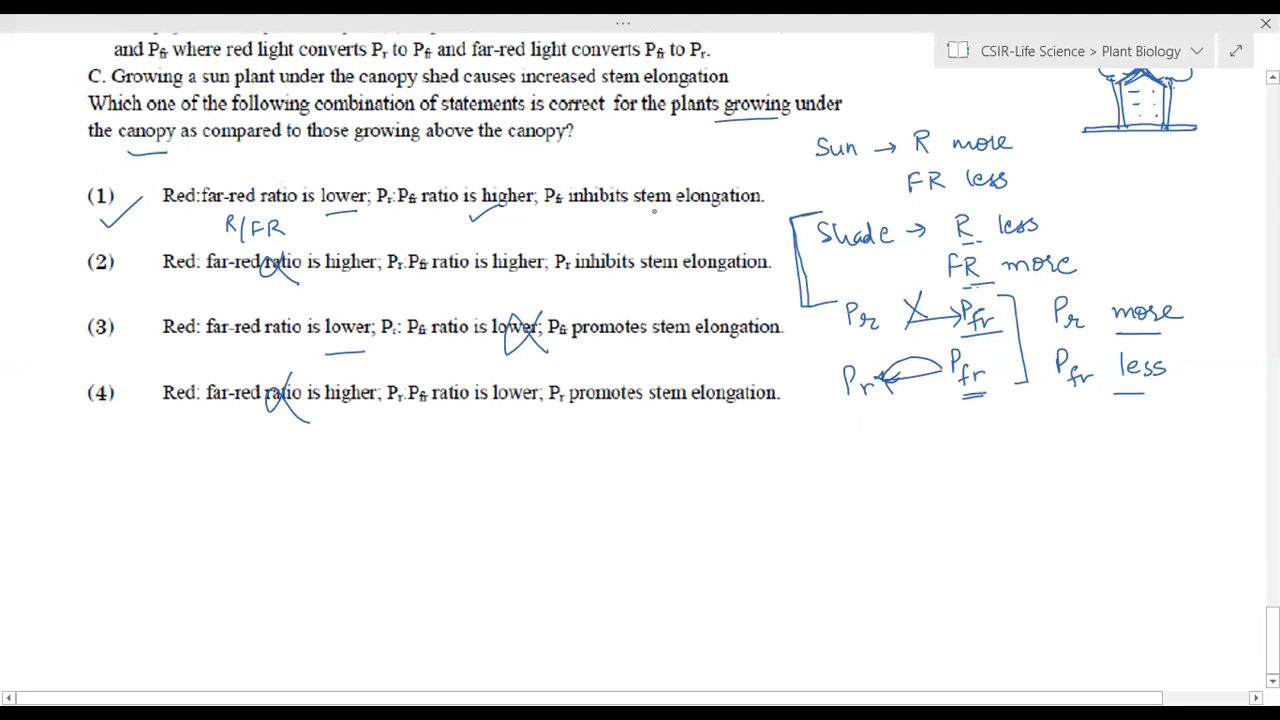 and Pfr where red light converts Pr to Pfr and far-red light converts Pfr to Pr.
CSIR-Life Science > Plant Biology
C. Growing a sun plant under the canopy shed causes increased stem elongation
Which one of the following combination of statements is correct for the plants growing under
the canopy as compared to those growing above the canopy?
Sun → R more
FR less
(1) Red:far-red ratio is lower; Pr:Pfr ratio is higher; Pfr inhibits stem elongation.
R/FR
Shade → R less
FR more
(2) Red: far-red ratio is higher; Pr:Pfr ratio is higher; Pr inhibits stem elongation.
Pr → Pfr
Pr more
(3) Red: far-red ratio is lower; Pr: Pfr ratio is lower; Pfr promotes stem elongation.
Pr ← Pfr
Pfr less
(4) Red: far-red ratio is higher; Pr:Pfr ratio is lower; Pr promotes stem elongation.